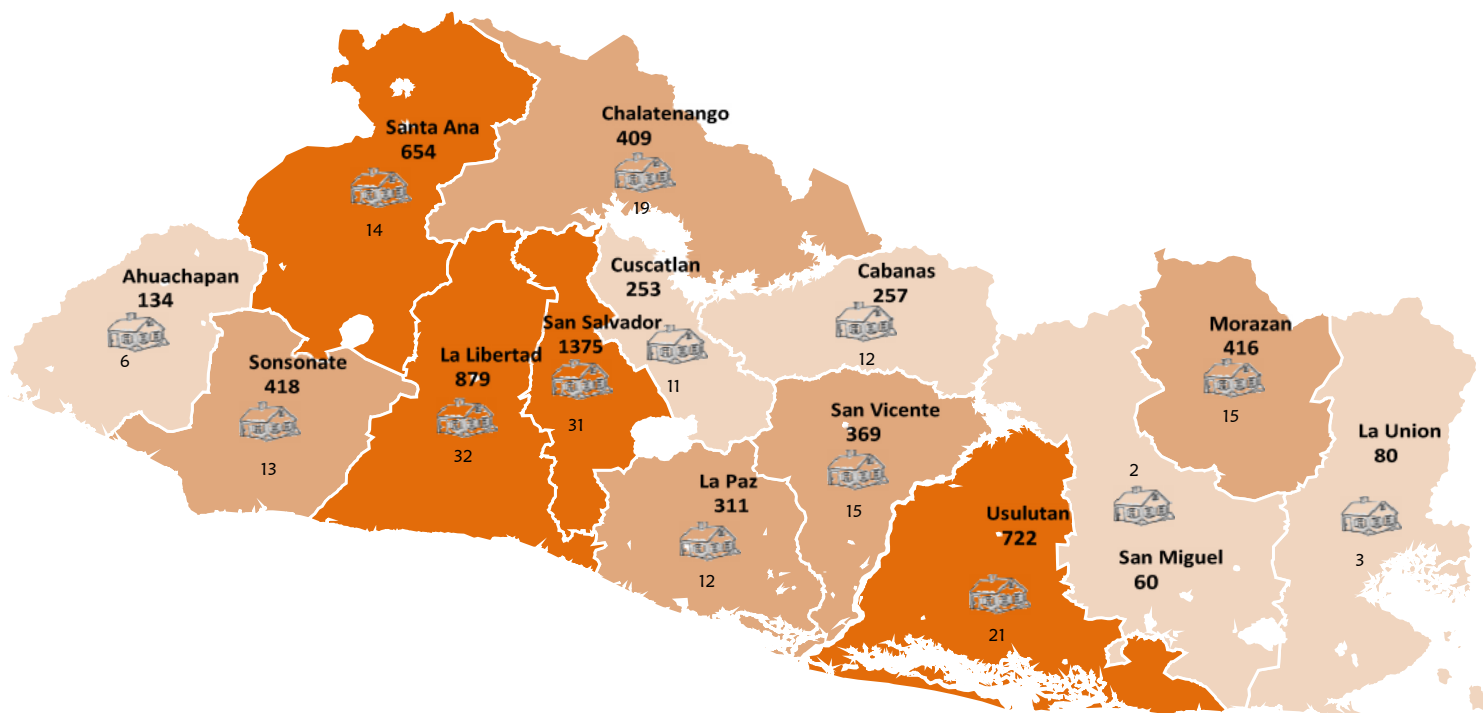 Santa Ana
654
14
Chalatenango
409
19
Ahuachapan
134
6
Sonsonate
418
13
La Libertad
879
32
San Salvador
1375
31
Cuscatlan
253
11
Cabanas
257
12
La Paz
311
12
San Vicente
369
15
Usulutan
722
21
2
San Miguel
60
Morazan
416
15
La Union
80
3